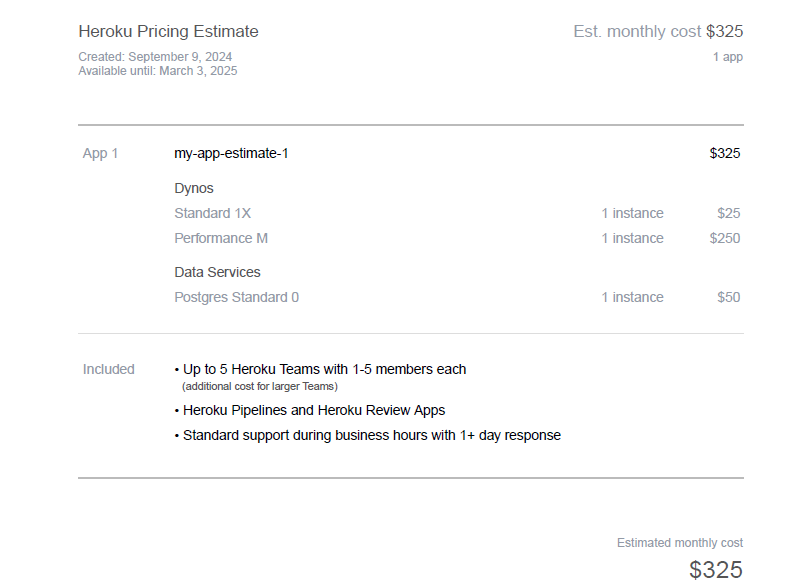 Heroku Pricing Estimate
Est. monthly cost $325
Created: September 9, 2024
1 app
Available until: March 3, 2025
App 1 my-app-estimate-1 $325
Dynos
Standard 1X 1 instance $25
Performance M 1 instance $250
Data Services
Postgres Standard 0 1 instance $50
Included • Up to 5 Heroku Teams with 1-5 members each
(additional cost for larger Teams)
• Heroku Pipelines and Heroku Review Apps
• Standard support during business hours with 1+ day response
Estimated monthly cost
$325